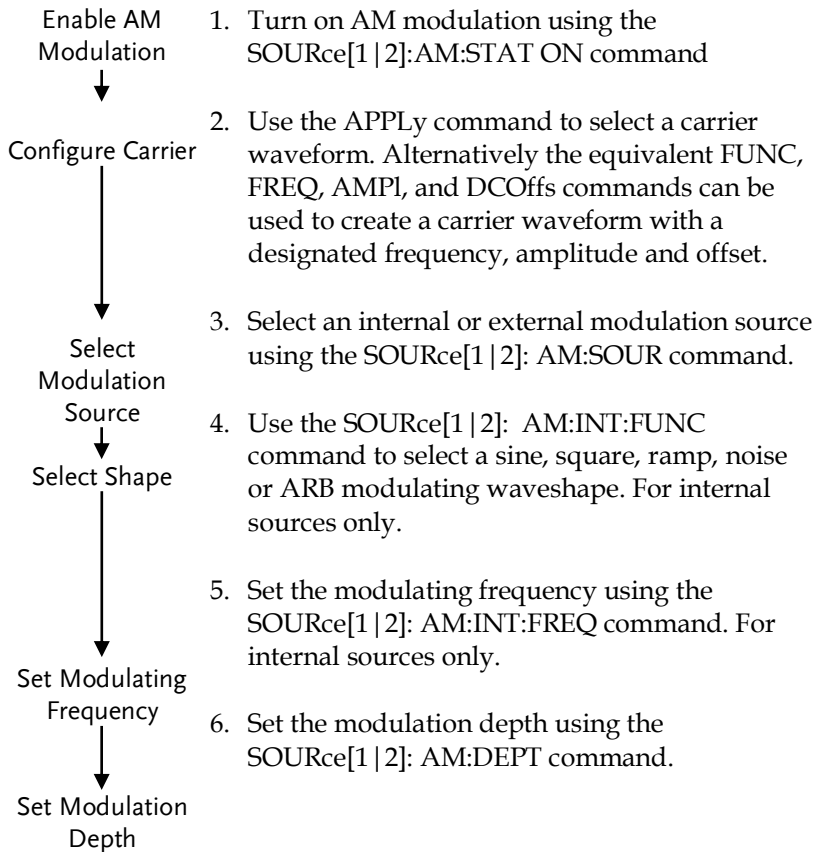 Enable AM
Modulation
1. Turn on AM modulation using the
SOURce[1|2]:AM:STAT ON command
Configure Carrier
2. Use the APPLy command to select a carrier
waveform. Alternatively the equivalent FUNC,
FREQ, AMPl, and DCOffs commands can be
used to create a carrier waveform with a
designated frequency, amplitude and offset.
Select
Modulation
Source
3. Select an internal or external modulation source
using the SOURce[1|2]: AM:SOUR command.
Select Shape
4. Use the SOURce[1|2]: AM:INT:FUNC
command to select a sine, square, ramp, noise
or ARB modulating waveshape. For internal
sources only.
Set Modulating
Frequency
5. Set the modulating frequency using the
SOURce[1|2]: AM:INT:FREQ command. For
internal sources only.
Set Modulation
Depth
6. Set the modulation depth using the
SOURce[1|2]: AM:DEPT command.